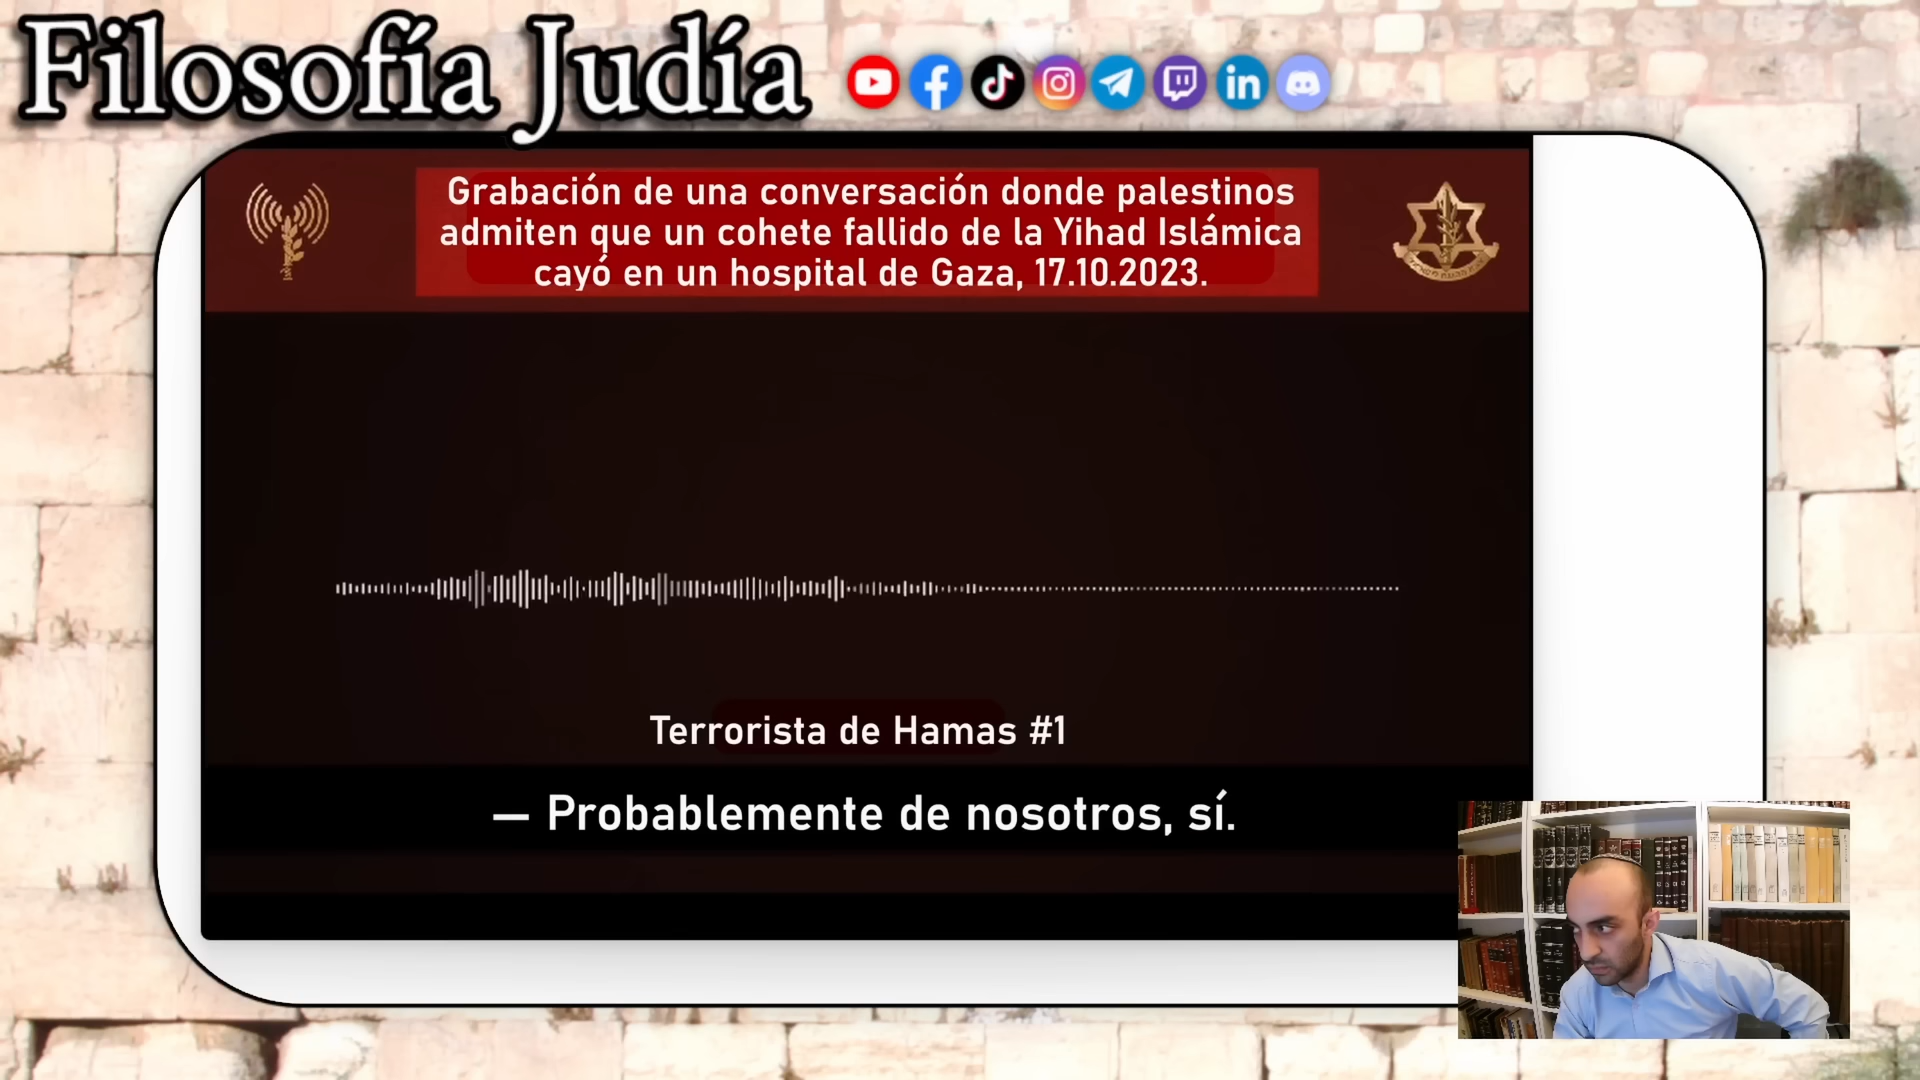 Filosofía Judía
Grabación de una conversación donde palestinos
admiten que un cohete fallido de la Yihad Islámica
cayó en un hospital de Gaza, 17.10.2023.
Terrorista de Hamas #1
— Probablemente de nosotros, sí.